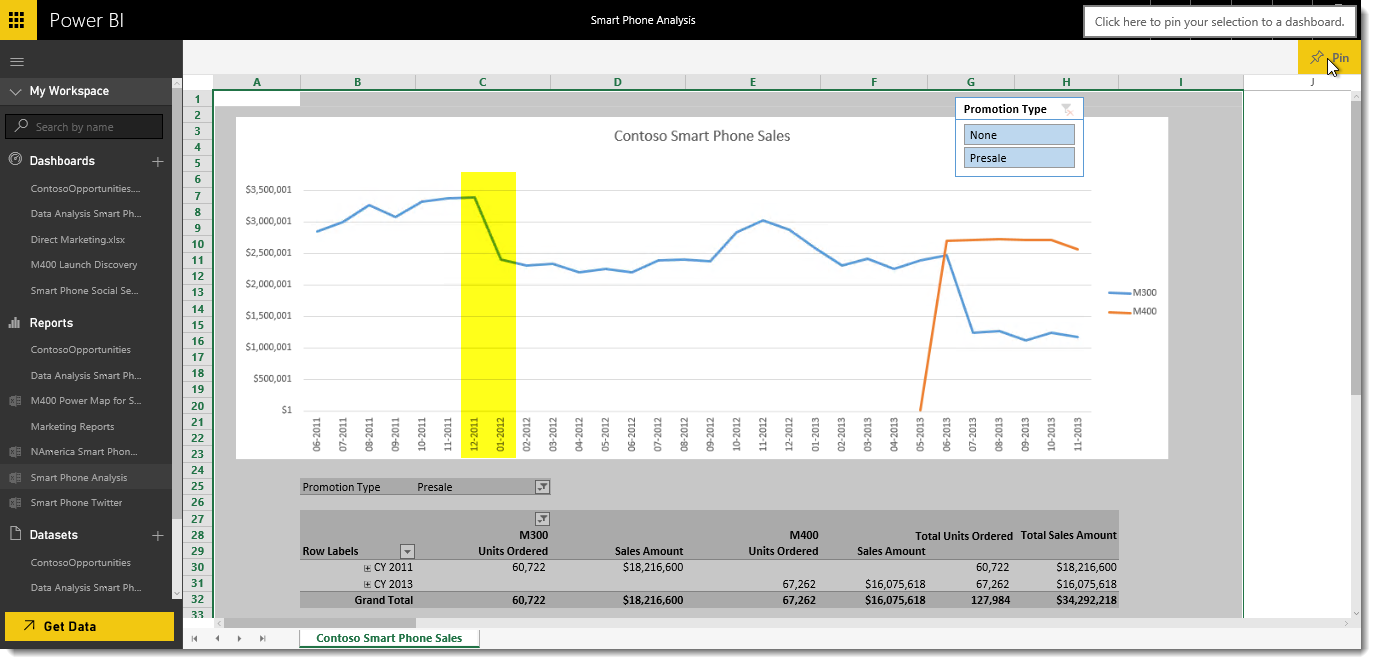 Power BI
Smart Phone Analysis
Click here to pin your selection to a dashboard.
Pin
My Workspace
Search by name
Dashboards
ContosoOpportunities....
Data Analysis Smart Ph...
Direct Marketing.xlsx
M400 Launch Discovery
Smart Phone Social Se...
Reports
ContosoOpportunities
Data Analysis Smart Ph...
M400 Power Map for S...
Marketing Reports
NAmerica Smart Phon...
Smart Phone Analysis
Smart Phone Twitter
Datasets
ContosoOpportunities
Data Analysis Smart Ph...
Get Data
A B C D E F G H I J
1
2
3
4
5
6
7
8
9
10
11
12
13
14
15
16
17
18
19
20
21
22
23
24
25
26
27
28
29
30
31
32
33
Contoso Smart Phone Sales
Promotion Type
None
Presale
$3,500,001
$3,000,001
$2,500,001
$2,000,001
$1,500,001
$1,000,001
$500,001
$1
06-2011 07-2011 08-2011 09-2011 10-2011 11-2011 12-2011 01-2012 02-2012 03-2012 04-2012 05-2012 06-2012 07-2012 08-2012 09-2012 10-2012 11-2012 12-2012 01-2013 02-2013 03-2013 04-2013 05-2013 06-2013 07-2013 08-2013 09-2013 10-2013 11-2013
M300
M400
Promotion Type Presale
M300 M400 Total Units Ordered Total Sales Amount
Row Labels Units Ordered Sales Amount Units Ordered Sales Amount
CY 2011 60,722 $18,216,600 60,722 $18,216,600
CY 2013 67,262 $16,075,618 67,262 $16,075,618
Grand Total 60,722 $18,216,600 67,262 $16,075,618 127,984 $34,292,218
Contoso Smart Phone Sales